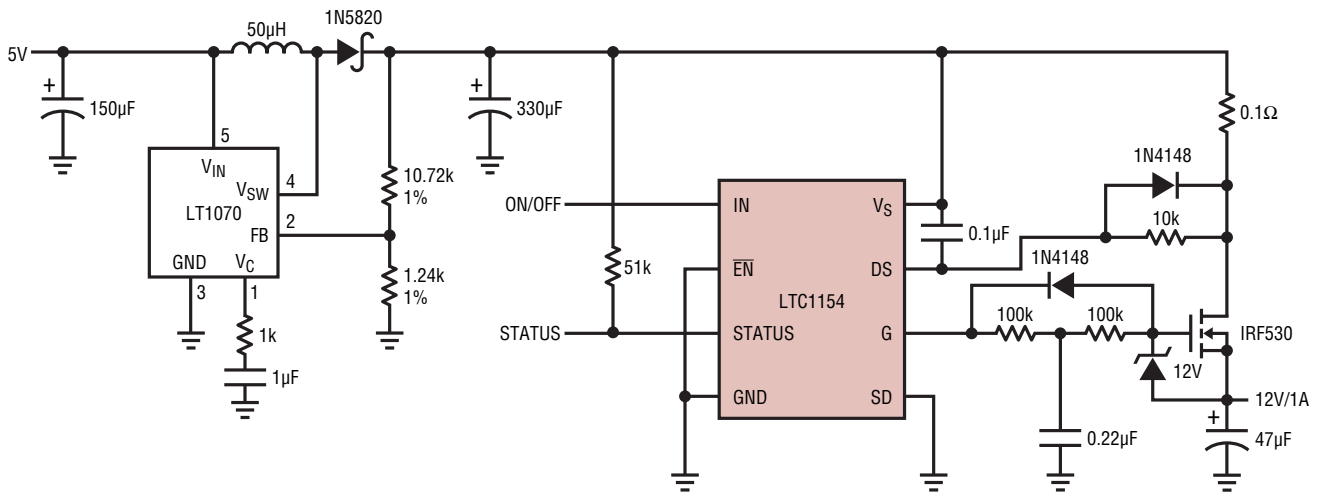 5V
50µH
1N5820
+
150µF
5
V_IN
V_SW
4
LT1070
2
FB
GND
V_C
3
1
1k
1µF
10.72k
1%
1.24k
1%
+
330µF
ON/OFF
51k
STATUS
IN
EN
STATUS
GND
LTC1154
V_S
DS
G
SD
0.1µF
0.1Ω
1N4148
10k
1N4148
100k
100k
IRF530
12V
12V/1A
0.22µF
+
47µF